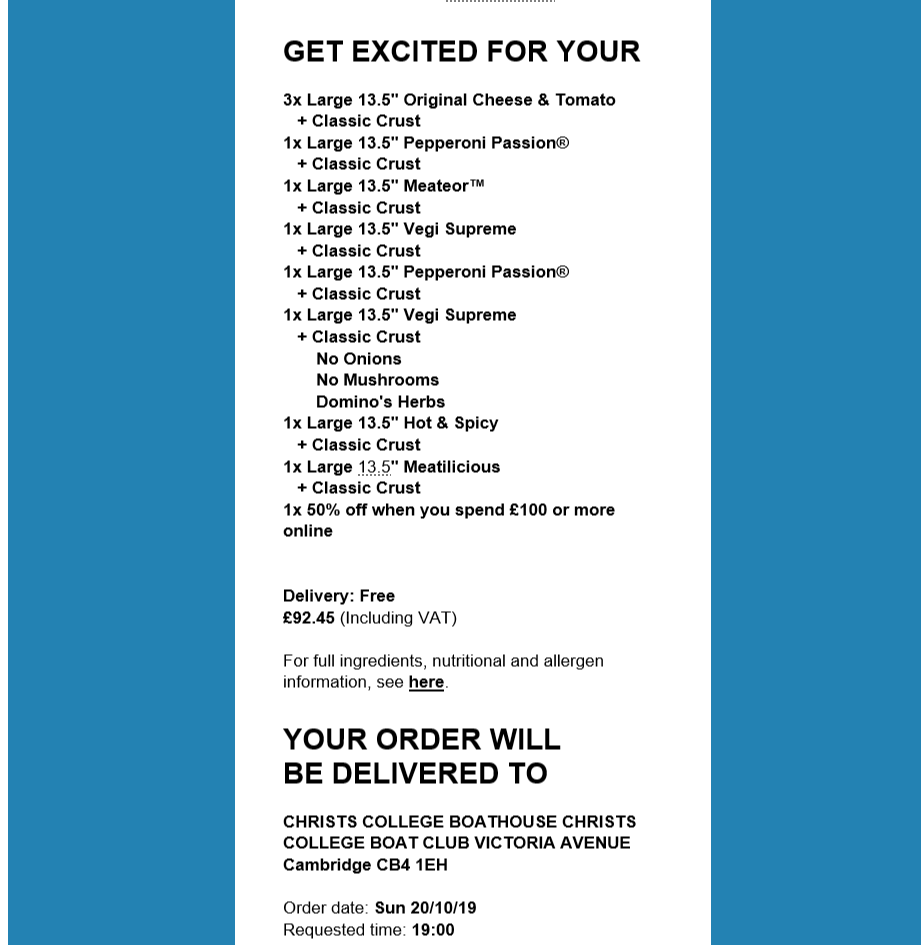 GET EXCITED FOR YOUR
3x Large 13.5" Original Cheese & Tomato
+ Classic Crust
1x Large 13.5" Pepperoni Passion®
+ Classic Crust
1x Large 13.5" Meateor™
+ Classic Crust
1x Large 13.5" Vegi Supreme
+ Classic Crust
1x Large 13.5" Pepperoni Passion®
+ Classic Crust
1x Large 13.5" Vegi Supreme
+ Classic Crust
No Onions
No Mushrooms
Domino's Herbs
1x Large 13.5" Hot & Spicy
+ Classic Crust
1x Large 13.5" Meatilicious
+ Classic Crust
1x 50% off when you spend £100 or more
online
Delivery: Free
£92.45 (Including VAT)
For full ingredients, nutritional and allergen
information, see here.
YOUR ORDER WILL
BE DELIVERED TO
CHRISTS COLLEGE BOATHOUSE CHRISTS
COLLEGE BOAT CLUB VICTORIA AVENUE
Cambridge CB4 1EH
Order date: Sun 20/10/19
Requested time: 19:00